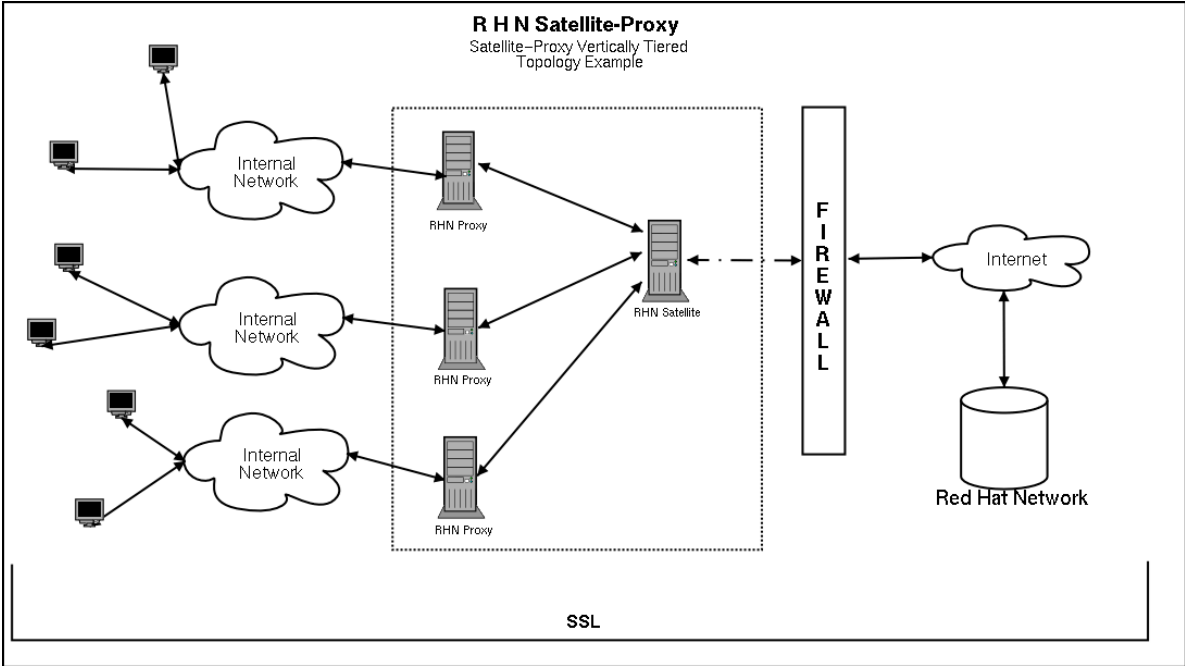 R H N Satellite-Proxy
Satellite-Proxy Vertically Tiered
Topology Example
Internal
Network
RHN Proxy
Internal
Network
RHN Proxy
Internal
Network
RHN Proxy
RHN Satellite
FIREWALL
Internet
Red Hat Network
SSL